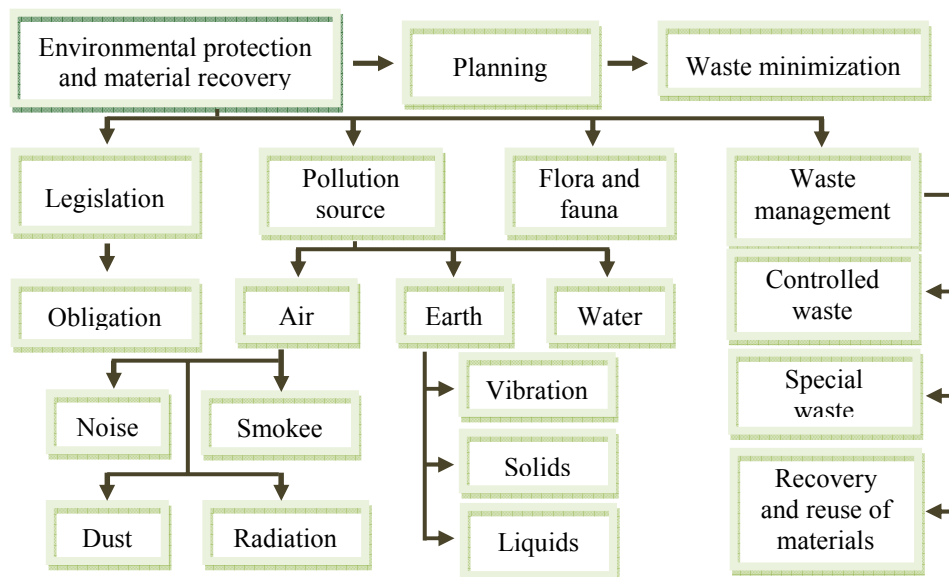 Environmental protection
and material recovery
Planning
Waste minimization
Legislation
Pollution
source
Flora and
fauna
Waste
management
Obligation
Air
Earth
Water
Controlled
waste
Noise
Smokee
Vibration
Special
waste
Solids
Dust
Radiation
Liquids
Recovery
and reuse of
materials